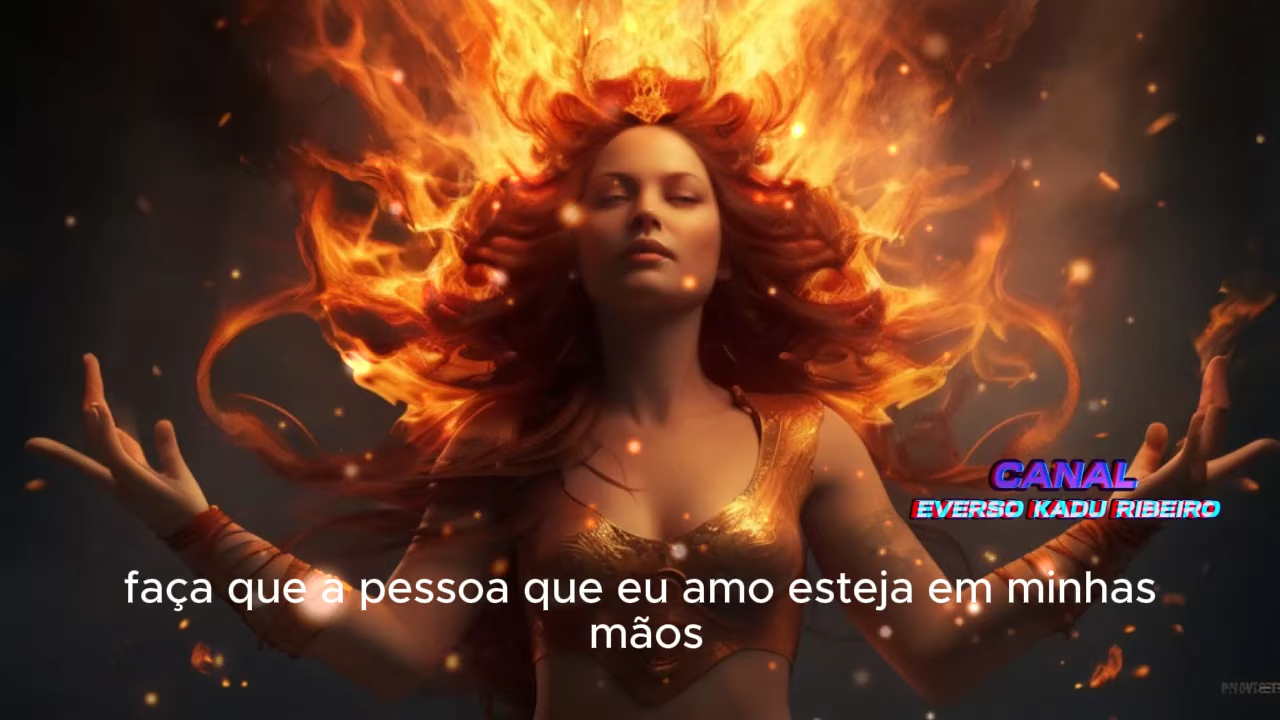 CANAL
EVERSO KADU RIBEIRO
faça que a pessoa que eu amo esteja em minhas
mãos